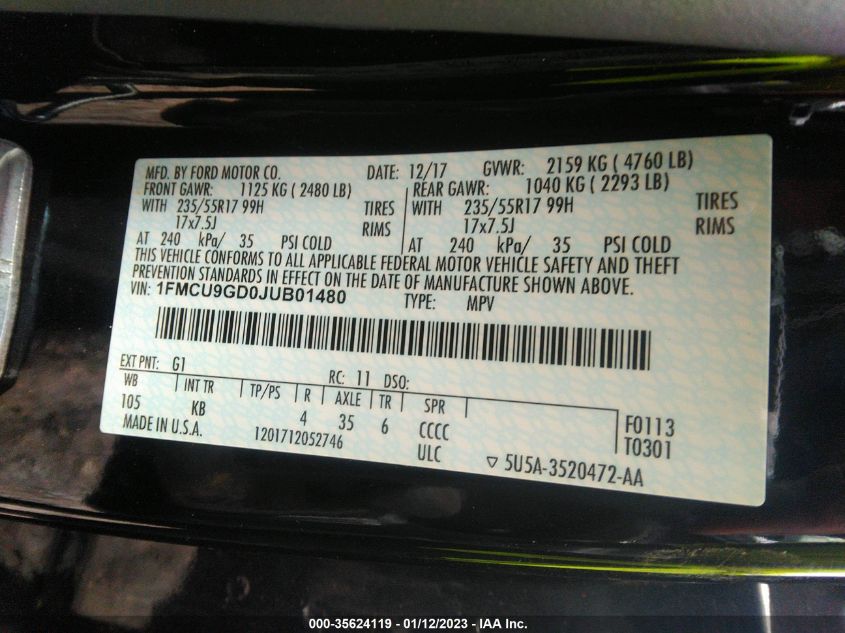 MFD. BY FORD MOTOR CO. DATE: 12/17 GVWR: 2159 KG ( 4760 LB)
FRONT GAWR: 1125 KG ( 2480 LB) REAR GAWR: 1040 KG ( 2293 LB)
WITH 235/55R17 99H TIRES WITH 235/55R17 99H TIRES
17x7.5J RIMS 17x7.5J RIMS
AT 240 kPa/ 35 PSI COLD AT 240 kPa/ 35 PSI COLD
THIS VEHICLE CONFORMS TO ALL APPLICABLE FEDERAL MOTOR VEHICLE SAFETY AND THEFT
PREVENTION STANDARDS IN EFFECT ON THE DATE OF MANUFACTURE SHOWN ABOVE.
VIN: 1FMCU9GD0JUB01480 TYPE: MPV
EXT PNT: G1 RC: 11 DSO:
WB INT TR TP/PS R AXLE TR SPR
105 KB 4 35 6 CCCC F0113
MADE IN U.S.A. 1201712052746 ULC T0301
5U5A-3520472-AA
000-35624119 - 01/12/2023 - IAA Inc.